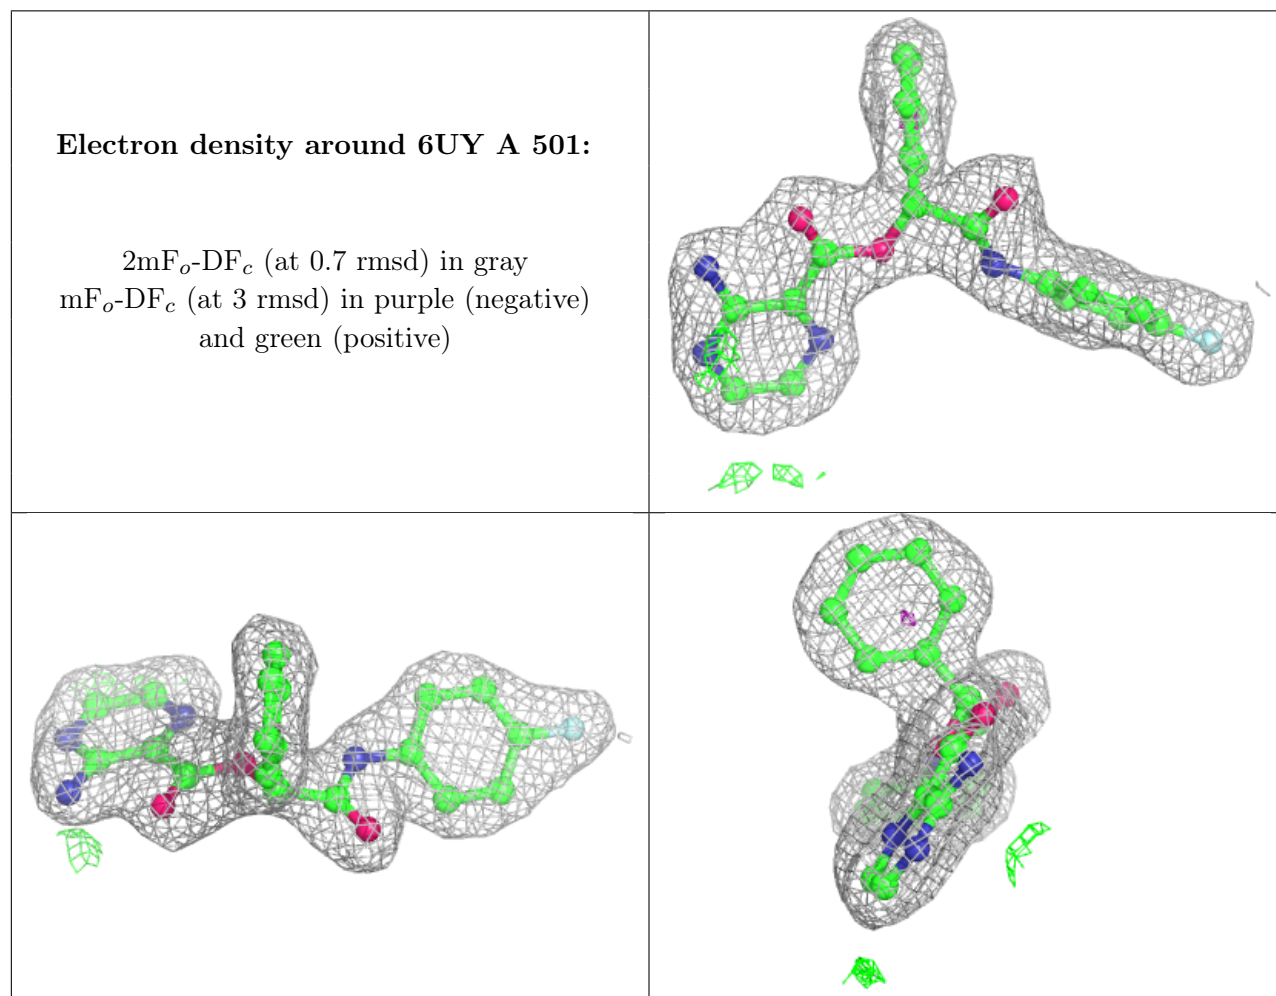 Electron density around 6UY A 501:
2mFo-DFc (at 0.7 rmsd) in gray
mFo-DFc (at 3 rmsd) in purple (negative)
and green (positive)